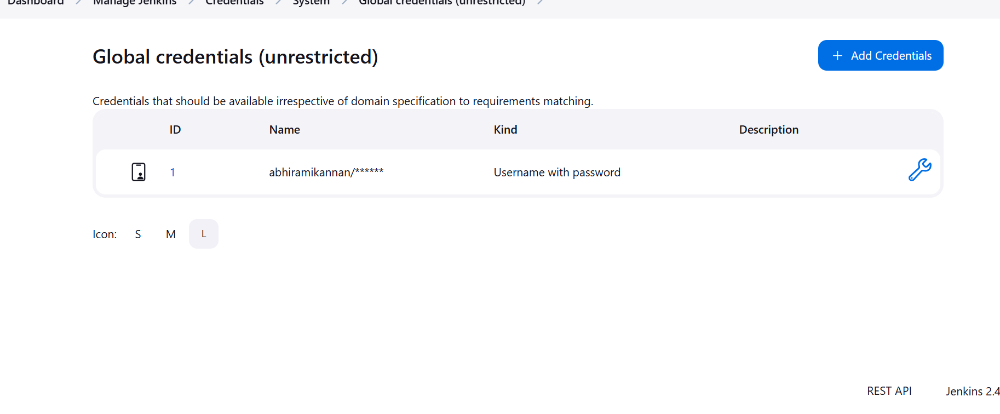 Dashboard / Manage Jenkins / Credentials / System / Global credentials (unrestricted) /
Global credentials (unrestricted)
+ Add Credentials
Credentials that should be available irrespective of domain specification to requirements matching.
ID Name Kind Description
1 abhiramikannan/****** Username with password
Icon: S M L
REST API Jenkins 2.4